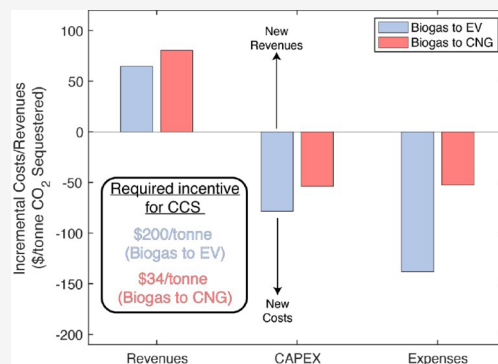 Incremental Costs/Revenues
($/tonne CO2 Sequestered)
100
50
0
-50
-100
-150
-200
New
Revenues
Biogas to EV
Biogas to CNG
Required incentive
for CCS
$200/tonne
(Biogas to EV)
$34/tonne
(Biogas to CNG)
New
Costs
Revenues
CAPEX
Expenses